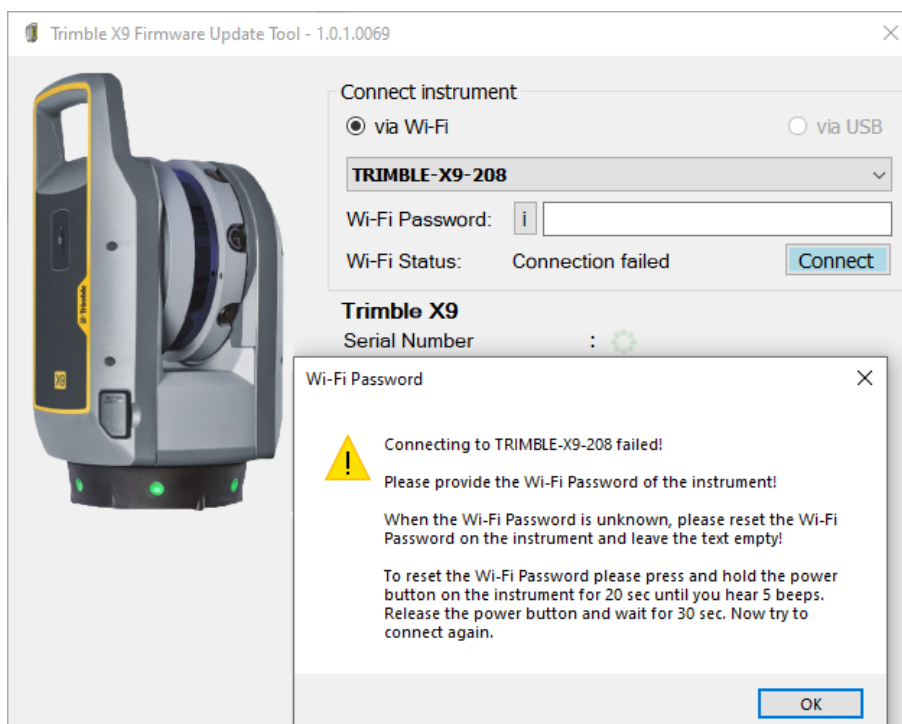 Trimble X9 Firmware Update Tool - 1.0.1.0069
Connect instrument
via Wi-Fi
via USB
TRIMBLE-X9-208
Wi-Fi Password:
i
Wi-Fi Status:
Connection failed
Connect
Trimble X9
Serial Number :
Trimble
X9
Wi-Fi Password
Connecting to TRIMBLE-X9-208 failed!
Please provide the Wi-Fi Password of the instrument!
When the Wi-Fi Password is unknown, please reset the Wi-Fi
Password on the instrument and leave the text empty!
To reset the Wi-Fi Password please press and hold the power
button on the instrument for 20 sec until you hear 5 beeps.
Release the power button and wait for 30 sec. Now try to
connect again.
OK